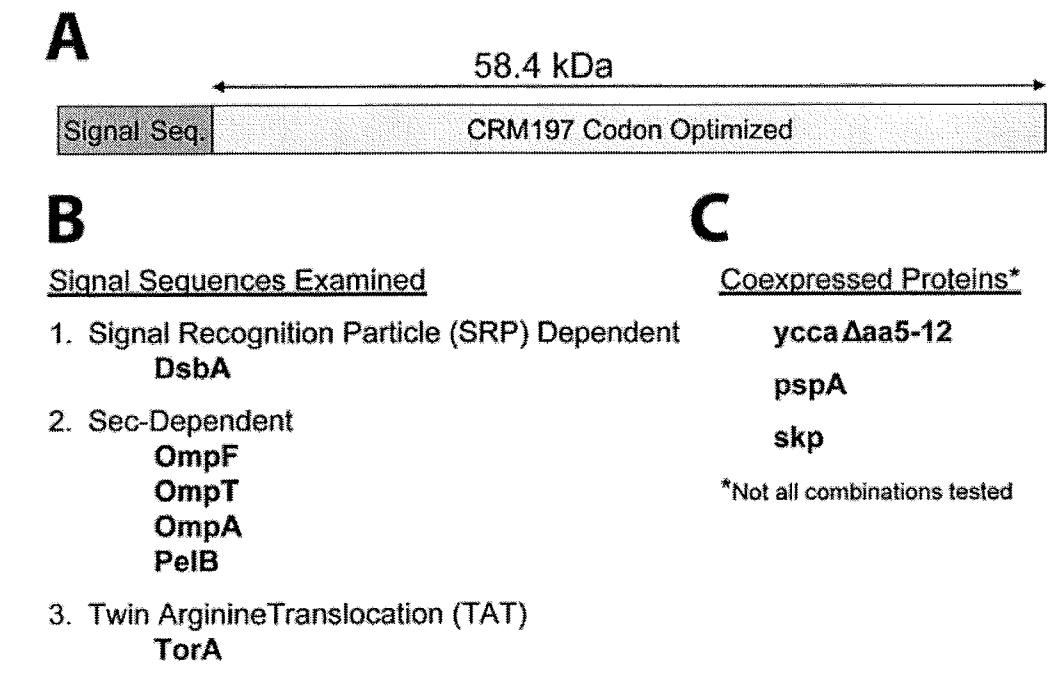 A
58.4 kDa
Signal Seq.
CRM197 Codon Optimized
B
Signal Sequences Examined
1. Signal Recognition Particle (SRP) Dependent
DsbA
2. Sec-Dependent
OmpF
OmpT
OmpA
PelB
3. Twin ArginineTranslocation (TAT)
TorA
C
Coexpressed Proteins*
ycca Δaa5-12
pspA
skp
*Not all combinations tested